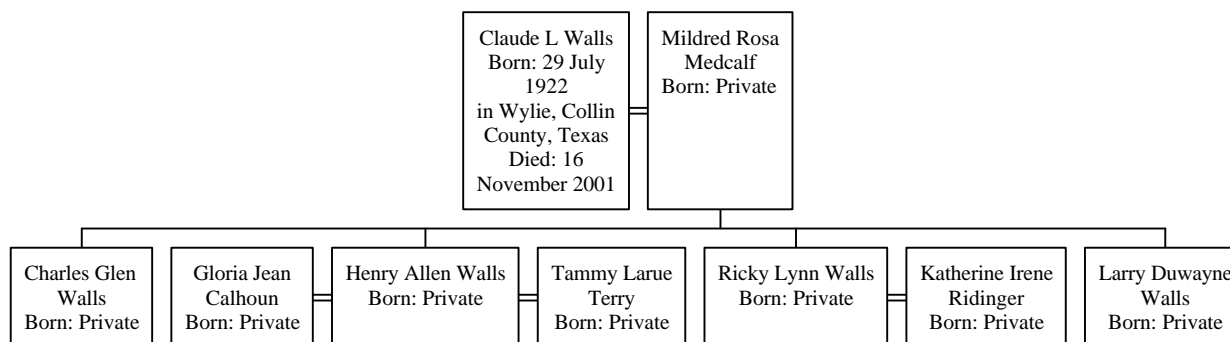 Claude L Walls
Born: 29 July
1922
in Wylie, Collin
County, Texas
Died: 16
November 2001
Mildred Rosa
Medcalf
Born: Private
Charles Glen
Walls
Born: Private
Gloria Jean
Calhoun
Born: Private
Henry Allen Walls
Born: Private
Tammy Larue
Terry
Born: Private
Ricky Lynn Walls
Born: Private
Katherine Irene
Ridinger
Born: Private
Larry Duwayne
Walls
Born: Private